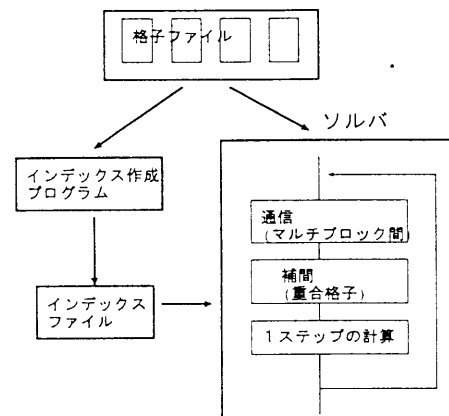 格子ファイル
ソルバ
インデックス作成
プログラム
通信
(マルチブロック間)
補間
(重合格子)
インデックス
ファイル
1ステップの計算